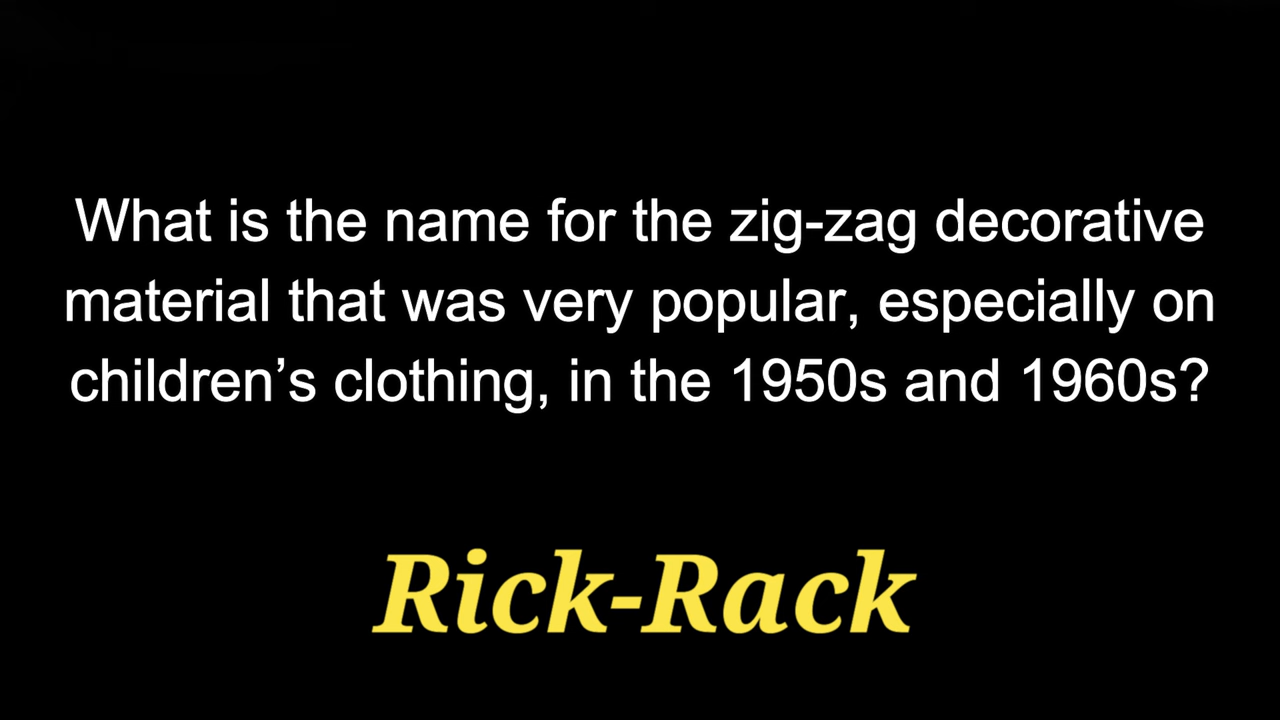 What is the name for the zig-zag decorative
material that was very popular, especially on
children’s clothing, in the 1950s and 1960s?
Rick-Rack